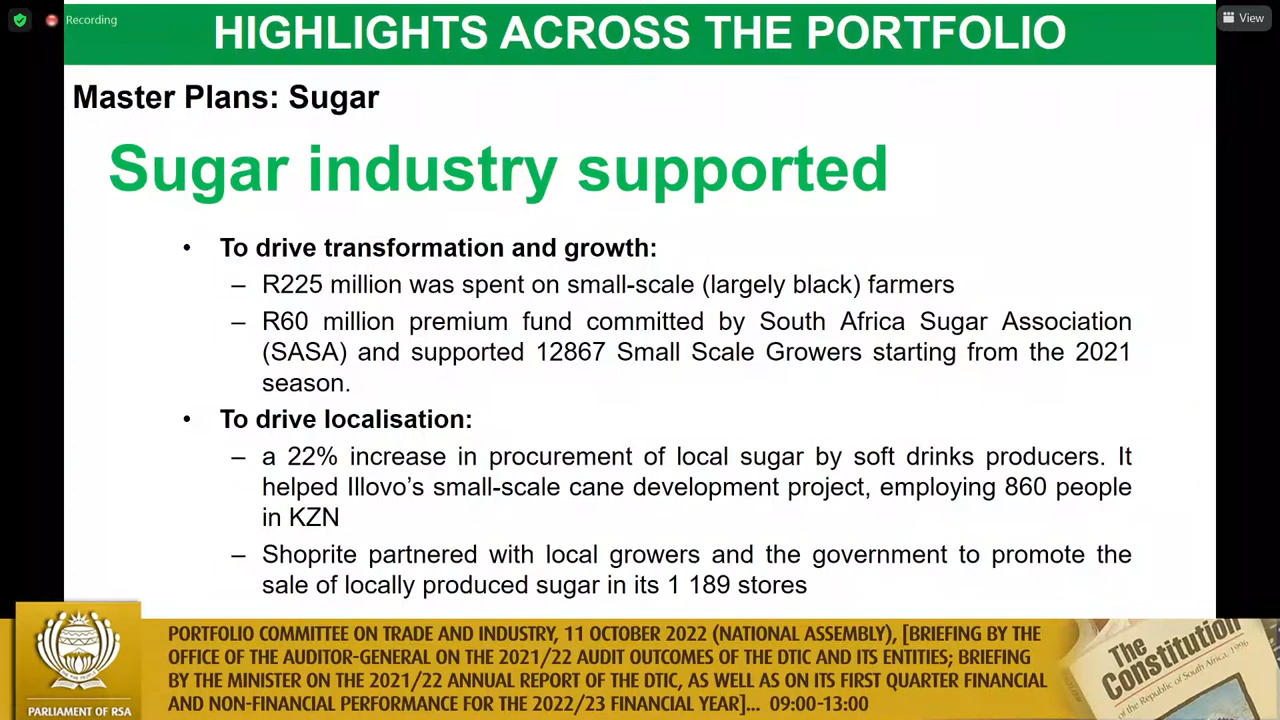 Recording
View
HIGHLIGHTS ACROSS THE PORTFOLIO
Master Plans: Sugar
Sugar industry supported
• To drive transformation and growth:
– R225 million was spent on small-scale (largely black) farmers
– R60 million premium fund committed by South Africa Sugar Association
(SASA) and supported 12867 Small Scale Growers starting from the 2021
season.
• To drive localisation:
– a 22% increase in procurement of local sugar by soft drinks producers. It
helped Illovo’s small-scale cane development project, employing 860 people
in KZN
– Shoprite partnered with local growers and the government to promote the
sale of locally produced sugar in its 1 189 stores
PORTFOLIO COMMITTEE ON TRADE AND INDUSTRY, 11 OCTOBER 2022 (NATIONAL ASSEMBLY), [BRIEFING BY THE
OFFICE OF THE AUDITOR-GENERAL ON THE 2021/22 AUDIT OUTCOMES OF THE DTIC AND ITS ENTITIES; BRIEFING
BY THE MINISTER ON THE 2021/22 ANNUAL REPORT OF THE DTIC, AS WELL AS ON ITS FIRST QUARTER FINANCIAL
AND NON-FINANCIAL PERFORMANCE FOR THE 2022/23 FINANCIAL YEAR]... 09:00-13:00
PARLIAMENT OF RSA
The
Constitution
of the Republic of South Africa, 1996